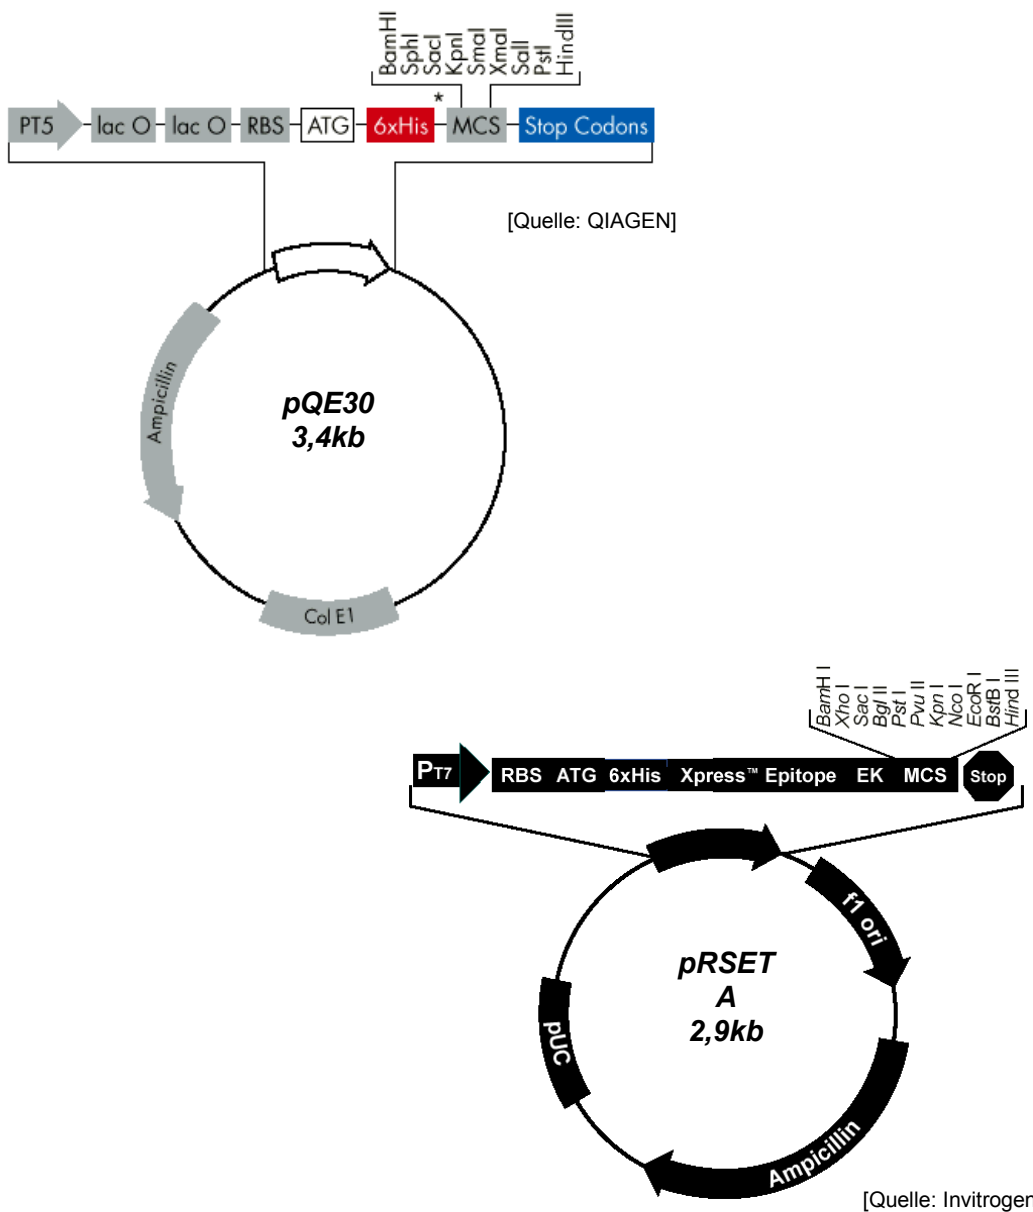 BamHI
SphI
SacI
KpnI
SmaI
XmaI
SalI
PstI
HindIII
PT5 lac O lac O RBS ATG 6xHis * MCS Stop Codons
[Quelle: QIAGEN]
Ampicillin
pQE30
3,4kb
Col E1
BamH I
Xho I
Sac I
Bgl II
Pst I
Pvu II
Kpn I
Nco I
EcoR I
BstB I
Hind III
PT7 RBS ATG 6xHis Xpress™ Epitope EK MCS Stop
f1 ori
pRSET
A
2,9kb
pUC
Ampicillin
[Quelle: Invitrogen